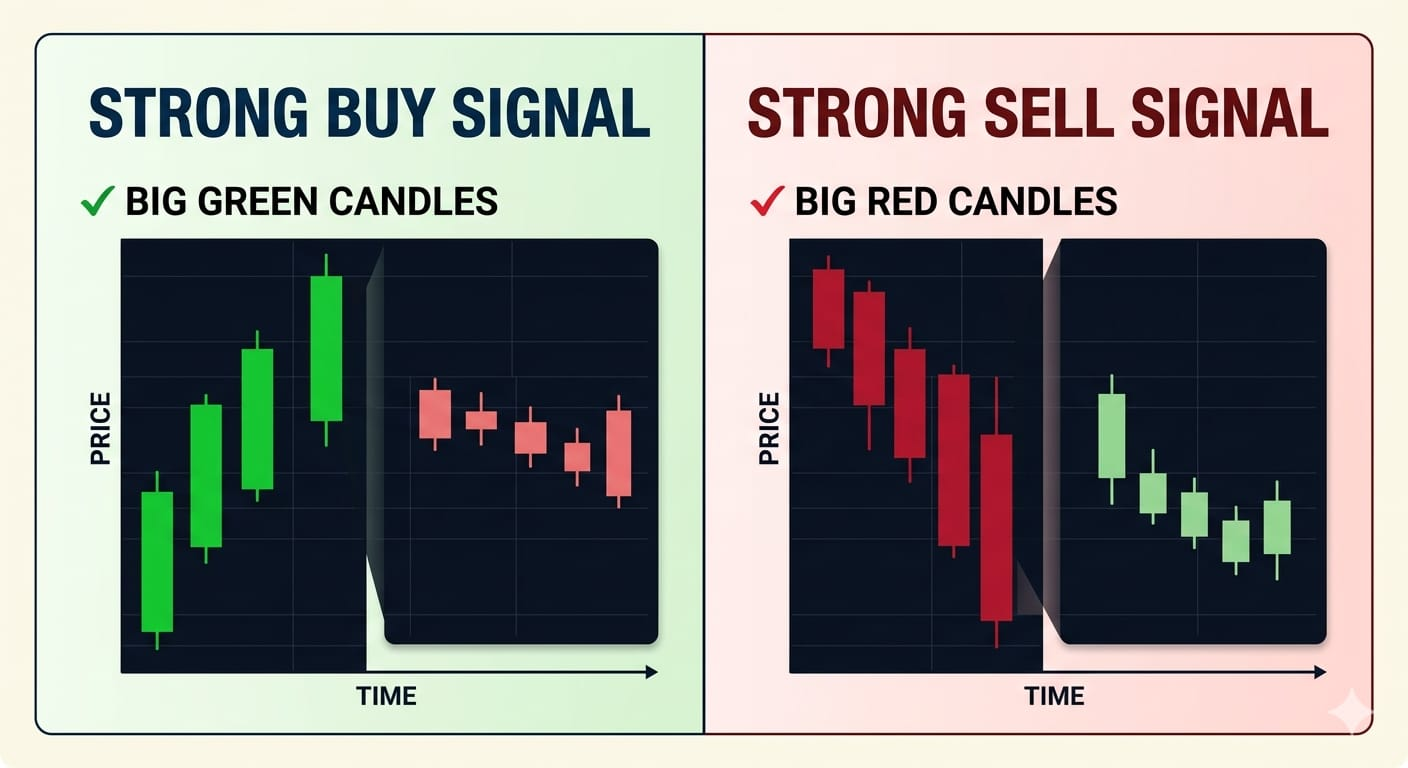 STRONG BUY SIGNAL
✓ BIG GREEN CANDLES
PRICE
TIME
STRONG SELL SIGNAL
✓ BIG RED CANDLES
PRICE
TIME